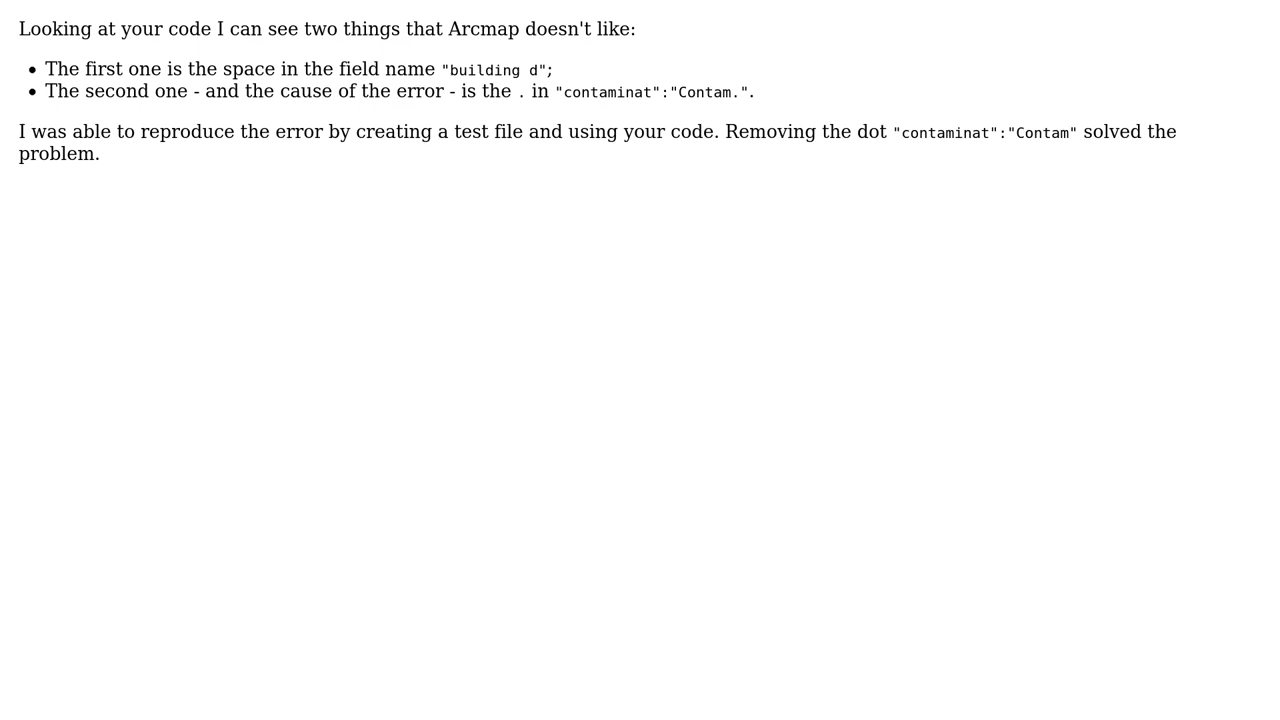 Looking at your code I can see two things that Arcmap doesn't like:
• The first one is the space in the field name "building d";
• The second one - and the cause of the error - is the . in "contaminat":"Contam.".
I was able to reproduce the error by creating a test file and using your code. Removing the dot "contaminat":"Contam" solved the
problem.